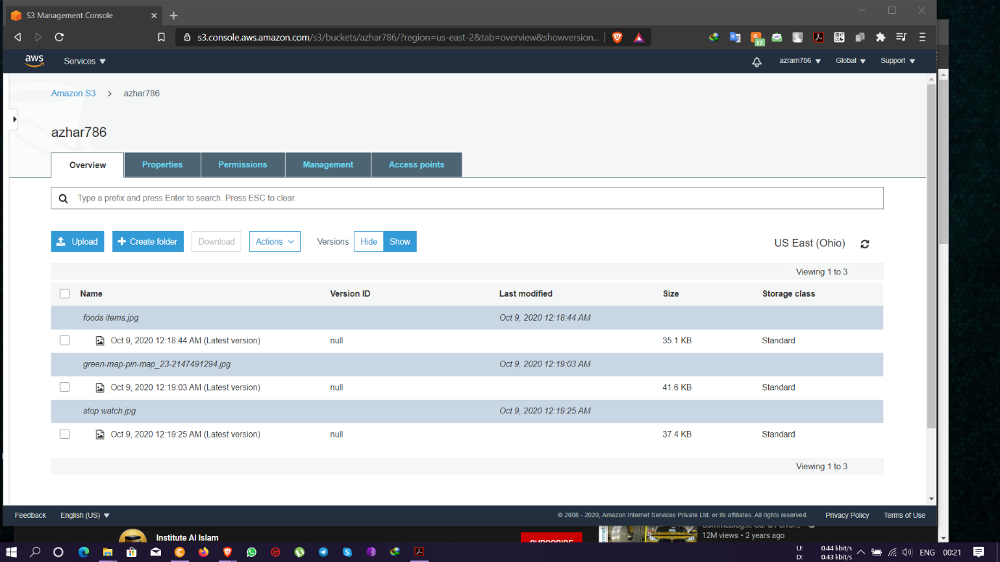 S3 Management Console
s3.console.aws.amazon.com/s3/buckets/azhar786/?region=us-east-2&tab=overview&showversion...
17
aws
Services
azram786
Global
Support
Amazon S3 > azhar786
azhar786
Overview
Properties
Permissions
Management
Access points
Type a prefix and press Enter to search. Press ESC to clear.
Upload
Create folder
Download
Actions
Versions
Hide
Show
US East (Ohio)
Viewing 1 to 3
Name Version ID Last modified Size Storage class
foods items.jpg Oct 9, 2020 12:18:44 AM
Oct 9, 2020 12:18:44 AM (Latest version) null 35.1 KB Standard
green-map-pin-map_23-2147491294.jpg Oct 9, 2020 12:19:03 AM
Oct 9, 2020 12:19:03 AM (Latest version) null 41.6 KB Standard
stop watch.jpg Oct 9, 2020 12:19:25 AM
Oct 9, 2020 12:19:25 AM (Latest version) null 37.4 KB Standard
Viewing 1 to 3
Feedback
English (US)
© 2008 - 2020, Amazon Internet Services Private Ltd. or its affiliates. All rights reserved.
Privacy Policy
Terms of Use
Institute Al Islam
SUBSCRIBE
12M views • 2 years ago
U: 0.44 kbit/s
D: 0.43 kbit/s
ENG
00:21